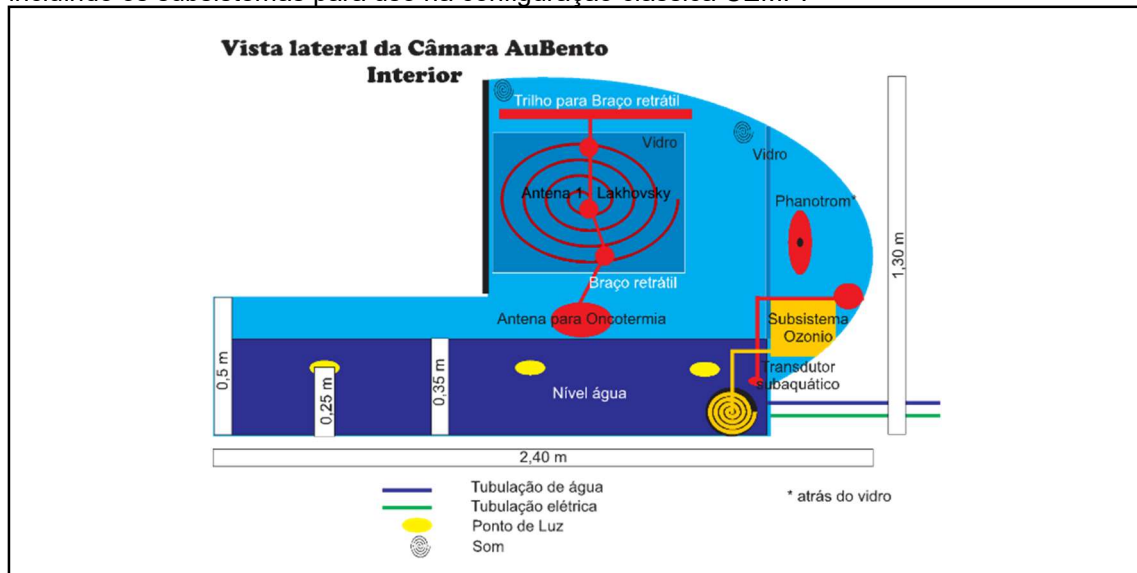 Vista lateral da Câmara AuBento
Interior
Trilho para Braço retrátil
Vidro
Vidro
Antena 1 Lakhovsky
Phanotrom*
1,30 m
Braço retrátil
Antena para Oncotermia
Subsistema
Ozonio
Transdutor
subaquático
0,5 m
0,25 m
0,35 m
Nível água
2,40 m
Tubulação de água
Tubulação elétrica
Ponto de Luz
Som
* atrás do vidro